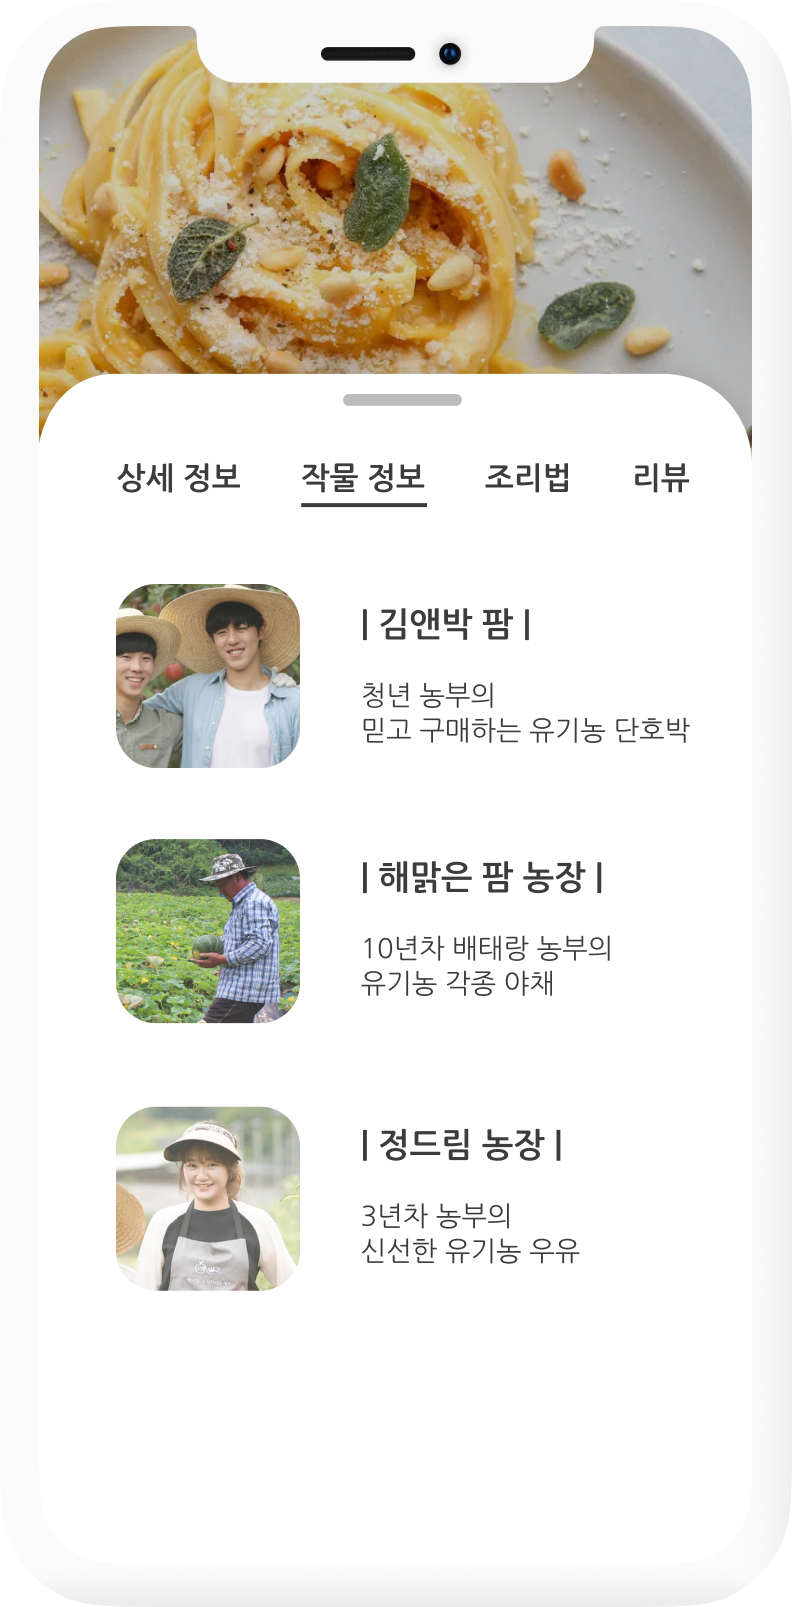 상세 정보 작물 정보 조리법 리뷰
| 김앤박 팜 |
청년 농부의
믿고 구매하는 유기농 단호박
| 해맑은 팜 농장 |
10년차 배태랑 농부의
유기농 각종 야채
| 정드림 농장 |
3년차 농부의
신선한 유기농 우유